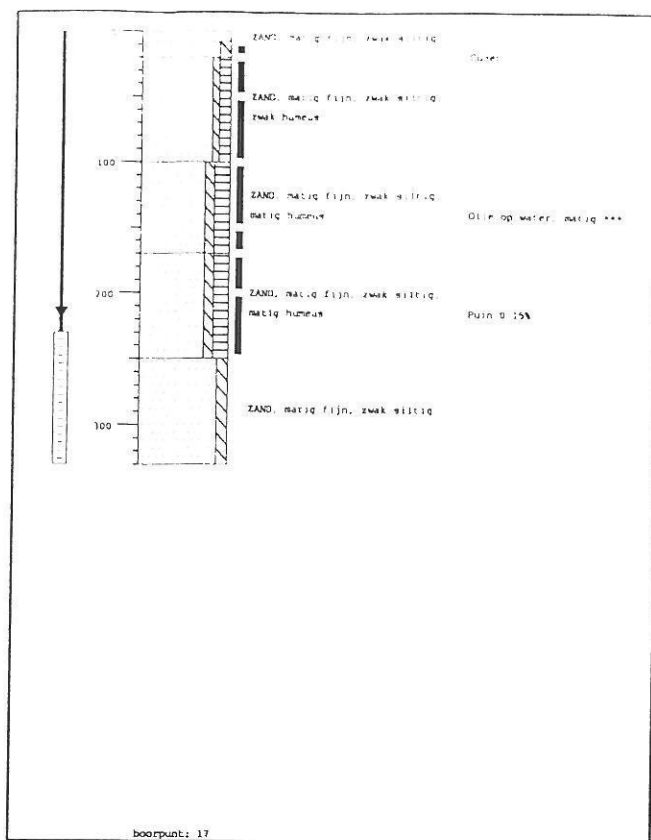 ZAND, matig fijn, zwak siltig
ZAND, matig fijn, zwak siltig,
zwak humeus
100
ZAND, matig fijn, zwak siltig,
matig humeus
Olie op water, matig ***
200
ZAND, matig fijn, zwak siltig,
matig humeus
Puin 0 15%
ZAND, matig fijn, zwak siltig
300
boorpunt: 17